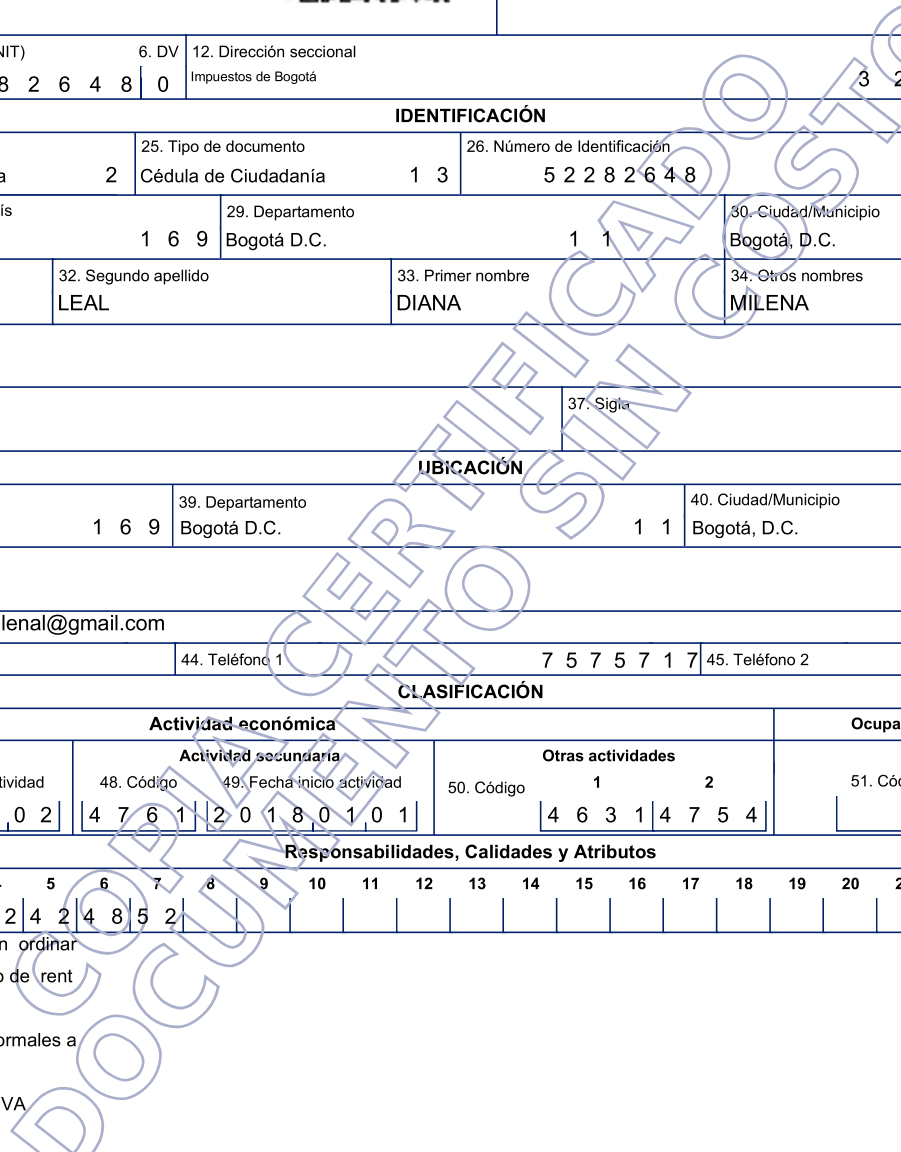 NIT) 6. DV 12. Dirección seccional
8 2 6 4 8 0 Impuestos de Bogotá 3 2
IDENTIFICACIÓN
25. Tipo de documento 26. Número de Identificación
a 2 Cédula de Ciudadanía 1 3 5 2 2 8 2 6 4 8
ís 29. Departamento 30. Ciudad/Municipio
1 6 9 Bogotá D.C. 1 1 Bogotá, D.C.
32. Segundo apellido 33. Primer nombre 34. Otros nombres
LEAL DIANA MILENA
37. Sigla
UBICACIÓN
39. Departamento 40. Ciudad/Municipio
1 6 9 Bogotá D.C. 1 1 Bogotá, D.C.
lenal@gmail.com
44. Teléfono 1 7 5 7 5 7 1 7 45. Teléfono 2
CLASIFICACIÓN
Actividad económica Ocupa
Actividad secundaria Otras actividades
tividad 48. Código 49. Fecha inicio actividad 50. Código 1 2 51. Cód
0 2 4 7 6 1 2 0 1 8 0 1 0 1 4 6 3 1 4 7 5 4
Responsabilidades, Calidades y Atributos
5 6 7 8 9 10 11 12 13 14 15 16 17 18 19 20 2
2 4 2 4 8 5 2
n ordinar
o de rent
ormales a
VA
COPIA CERTIFICADO
DOCUMENTO SIN COSTO